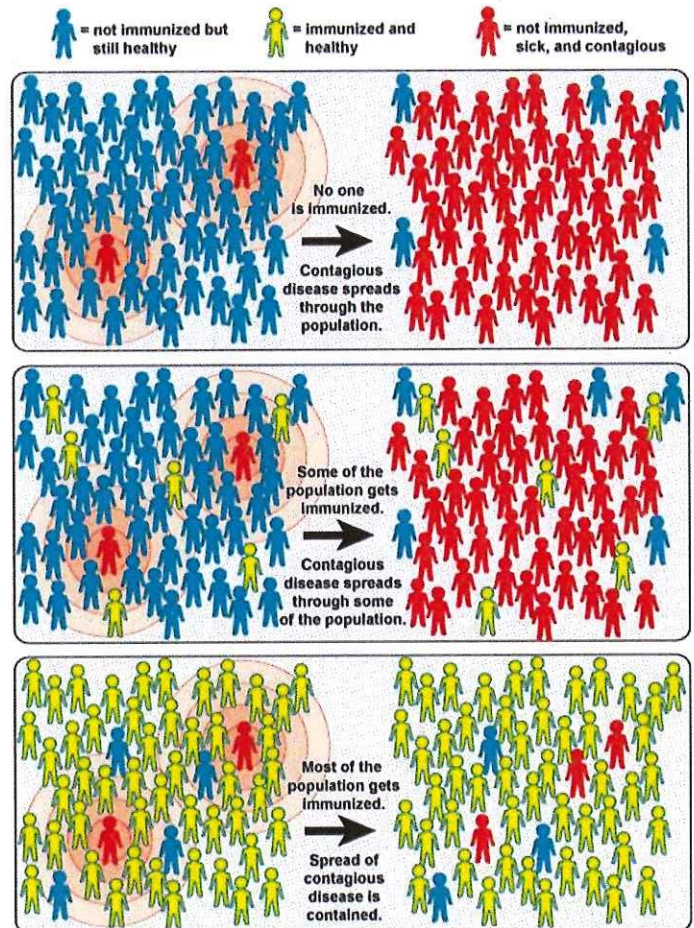 = not immunized but
still healthy
= immunized and
healthy
= not immunized,
sick, and contagious
No one
is immunized.
Contagious
disease spreads
through the
population.
Some of the
population gets
immunized.
Contagious
disease spreads
through some
of the population.
Most of the
population gets
immunized.
Spread of
contagious
disease is
contained.